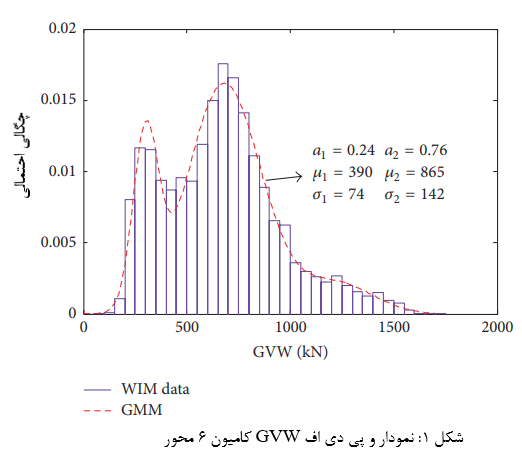 0.02
0.015
0.01
0.005
0
چگالی احتمالی
a1 = 0.24 a2 = 0.76
μ1 = 390 μ2 = 865
σ1 = 74 σ2 = 142
0 500 1000 1500 2000
GVW (kN)
WIM data
GMM
شکل ۱: نمودار و پی دی اف GVW کامیون ۶ محور